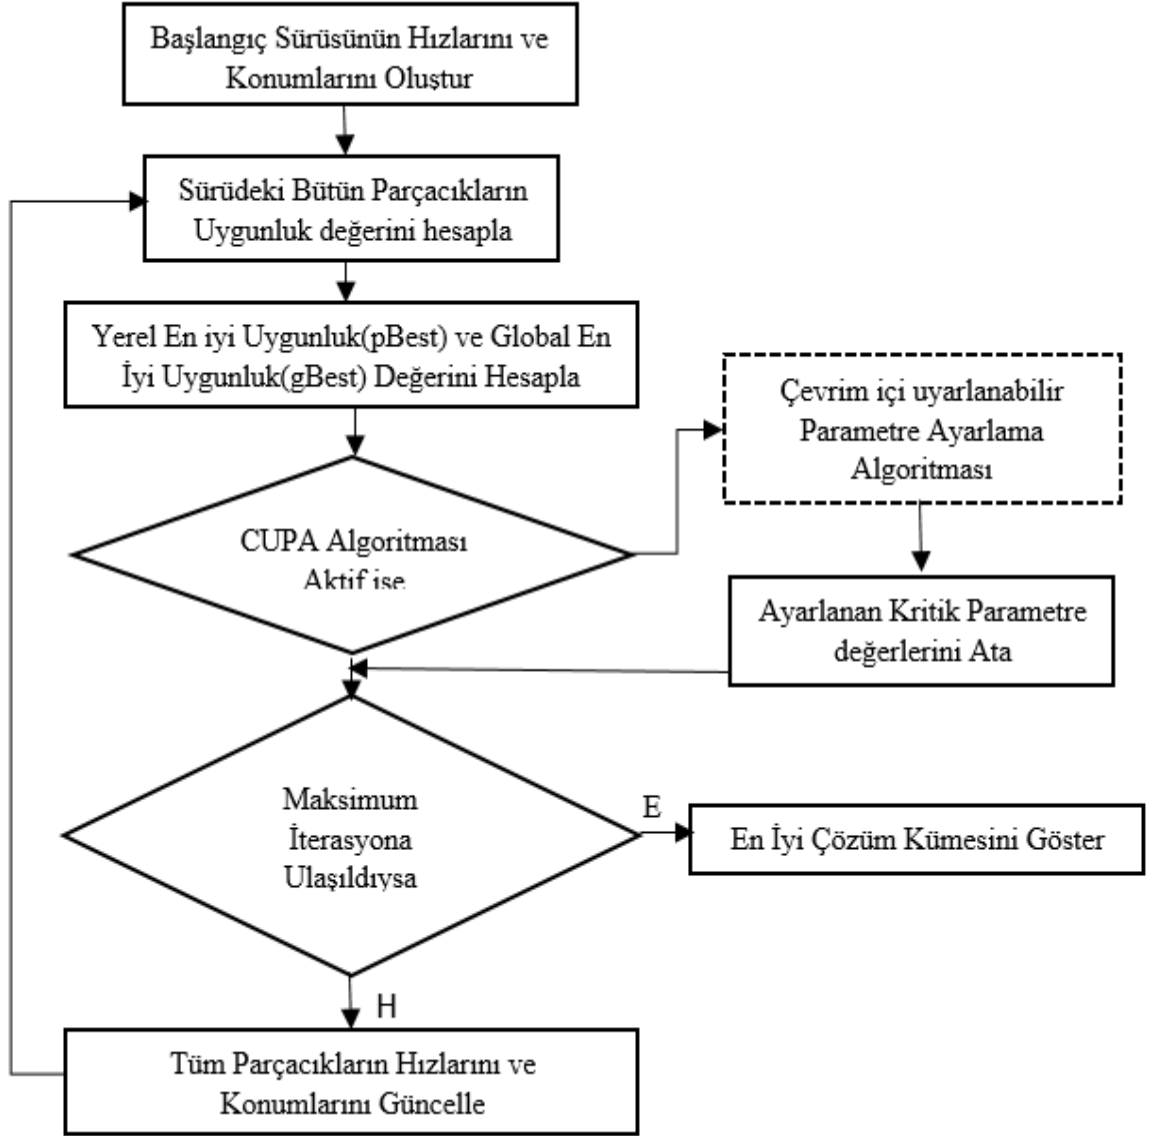 Başlangıç Sürüsünün Hızlarını ve
Konumlarını Oluştur
Sürüdeki Bütün Parçacıkların
Uygunluk değerini hesapla
Yerel En iyi Uygunluk(pBest) ve Global En
İyi Uygunluk(gBest) Değerini Hesapla
Çevrim içi uyarlanabilir
Parametre Ayarlama
Algoritması
CUPA Algoritması
Aktif ise
Ayarlanan Kritik Parametre
değerlerini Ata
Maksimum
İterasyona
Ulaşıldıysa
E
En İyi Çözüm Kümesini Göster
H
Tüm Parçacıkların Hızlarını ve
Konumlarını Güncelle